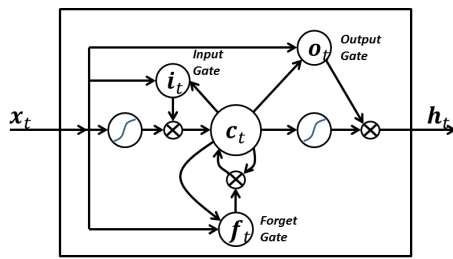 Input
Gate
i_t
o_t
Output
Gate
x_t
c_t
h_t
f_t
Forget
Gate